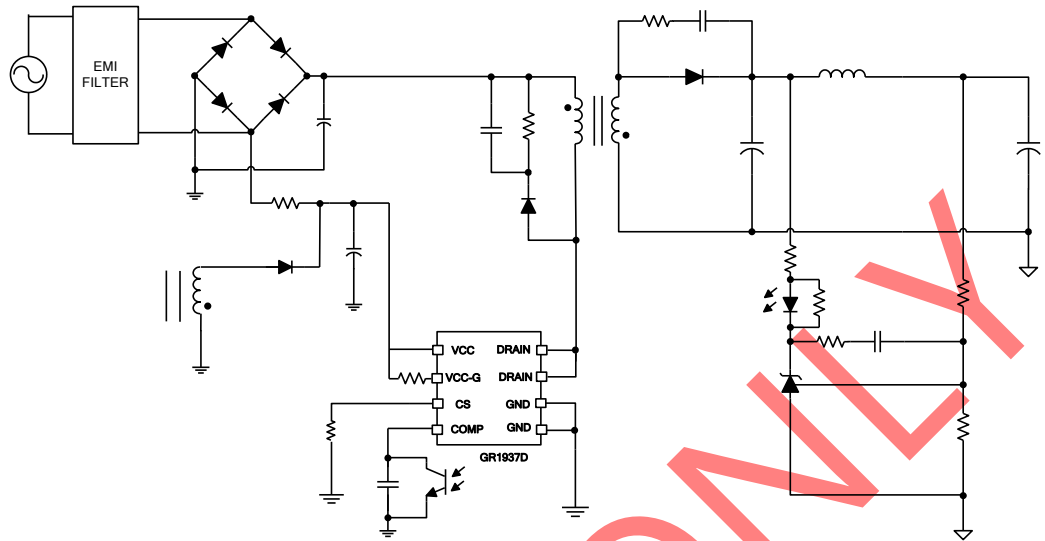 EMI
FILTER
VCC
DRAIN
VCC-G
DRAIN
CS
GND
COMP
GND
GR1937D
ONLY